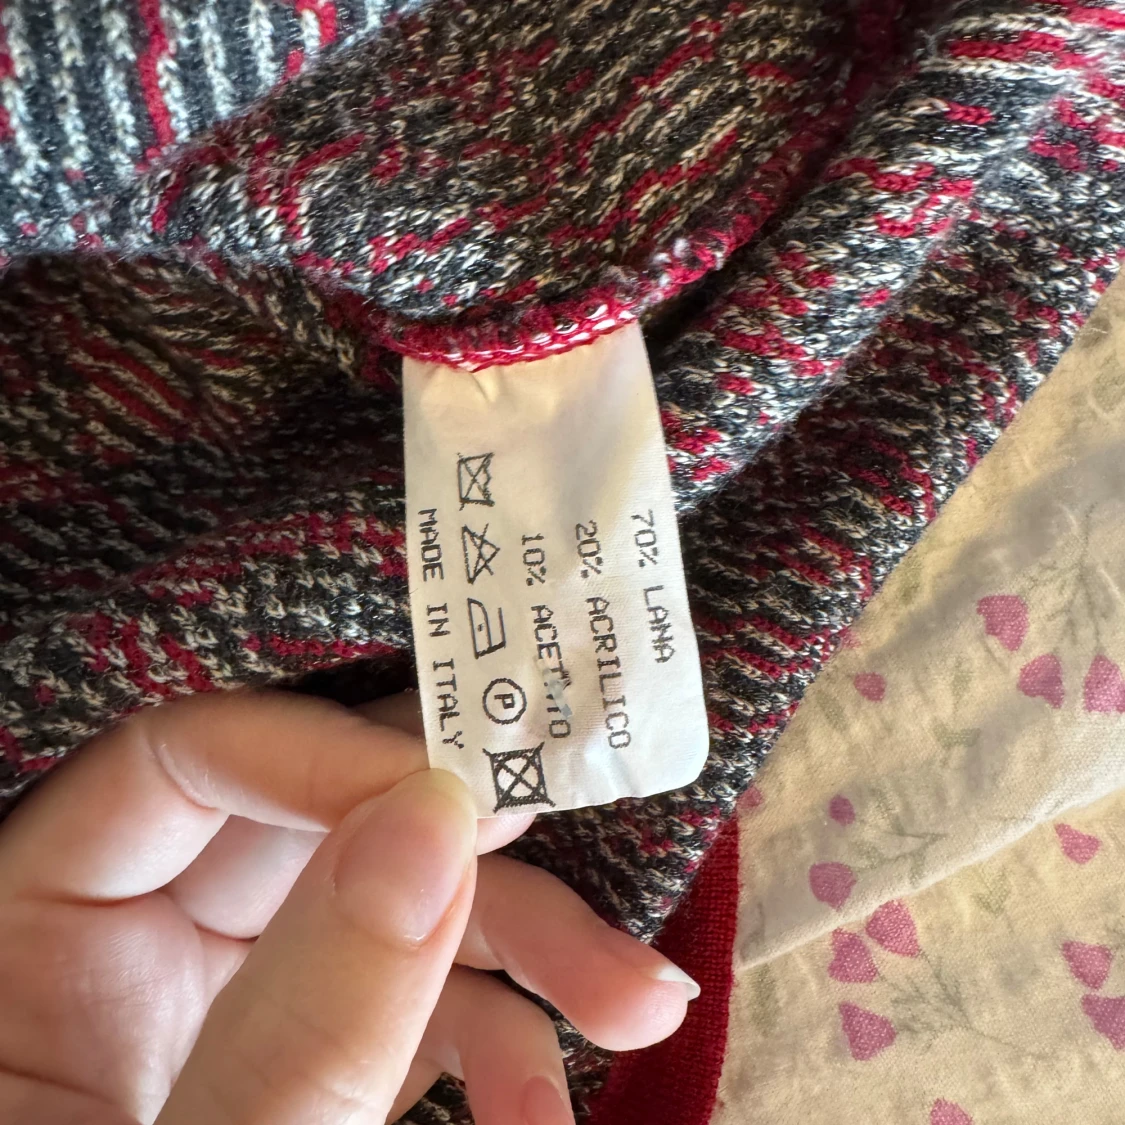 70% LANA
20% ACRILICO
10% ACETATO
P
MADE IN ITALY